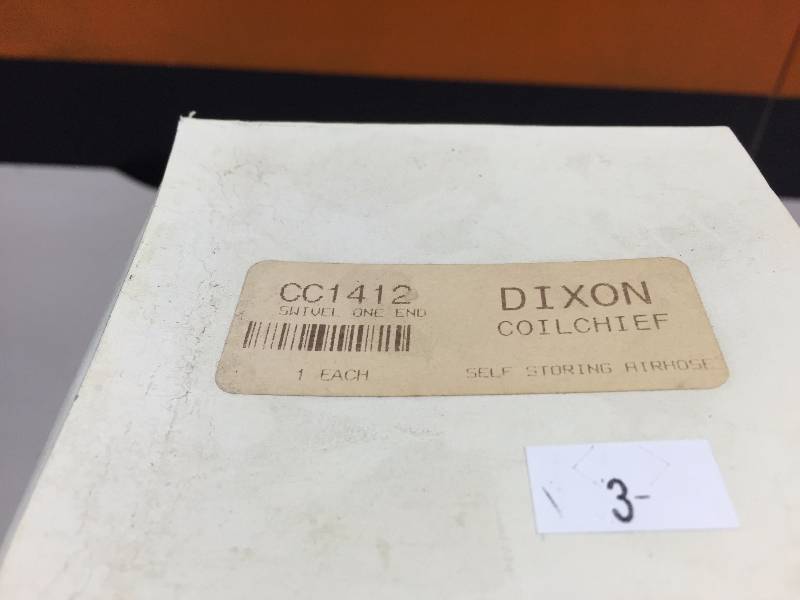 CC1412
SWIVEL ONE END
1 EACH
DIXON
COILCHIEF
SELF STORING AIRHOSE
3-